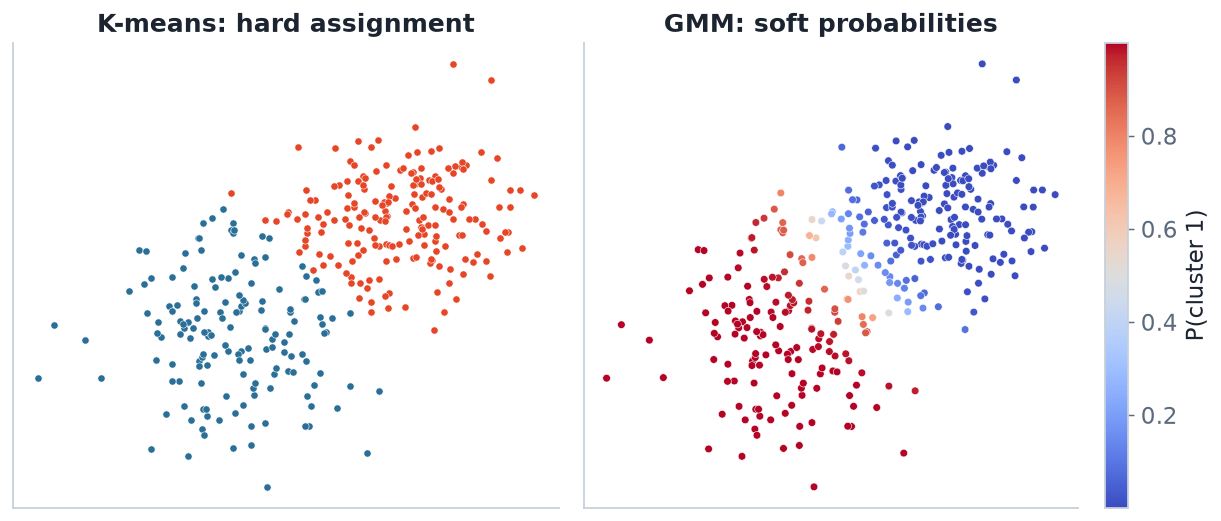 K-means: hard assignment
GMM: soft probabilities
0.8
0.6
0.4
0.2
P(cluster 1)